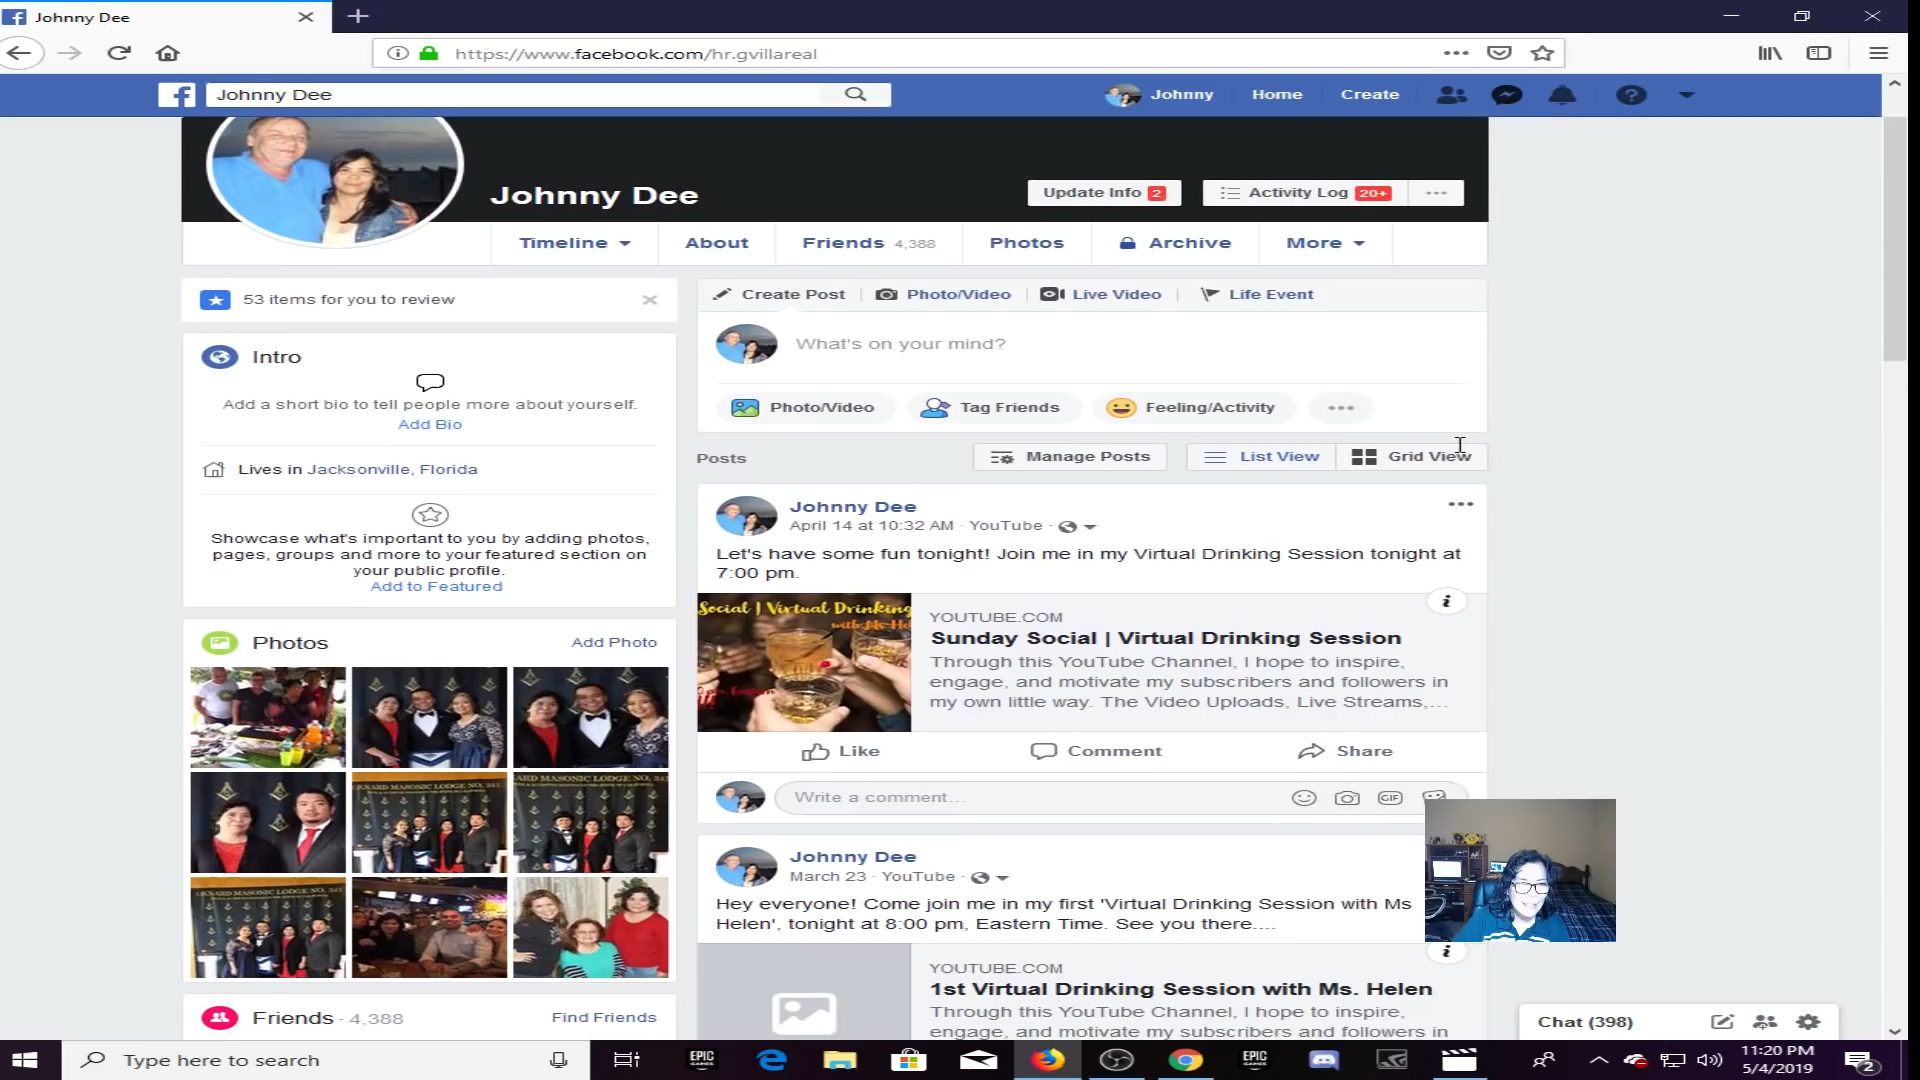 Johnny Dee
https://www.facebook.com/hr.gvillareal
Johnny Dee
Johnny
Home
Create
Johnny Dee
Update Info 2
Activity Log 20+
Timeline
About
Friends 4,388
Photos
Archive
More
53 items for you to review
Intro
Add a short bio to tell people more about yourself.
Add Bio
Lives in Jacksonville, Florida
Showcase what's important to you by adding photos,
pages, groups and more to your featured section on
your public profile.
Add to Featured
Photos
Add Photo
OXNARD MASONIC LODGE NO. 341
Friends · 4,388
Find Friends
Create Post
Photo/Video
Live Video
Life Event
What's on your mind?
Photo/Video
Tag Friends
Feeling/Activity
Posts
Manage Posts
List View
Grid View
Johnny Dee
April 14 at 10:32 AM · YouTube ·
Let's have some fun tonight! Join me in my Virtual Drinking Session tonight at
7:00 pm.
Social | Virtual Drinking
YOUTUBE.COM
Sunday Social | Virtual Drinking Session
Through this YouTube Channel, I hope to inspire,
engage, and motivate my subscribers and followers in
my own little way. The Video Uploads, Live Streams,...
Like
Comment
Share
Write a comment...
GIF
Johnny Dee
March 23 · YouTube ·
Hey everyone! Come join me in my first 'Virtual Drinking Session with Ms
Helen', tonight at 8:00 pm, Eastern Time. See you there....
YOUTUBE.COM
1st Virtual Drinking Session with Ms. Helen
Through this YouTube Channel, I hope to inspire,
engage, and motivate my subscribers and followers in
Chat (398)
Type here to search
EPIC
GAMES
EPIC
GAMES
11:20 PM
5/4/2019
2